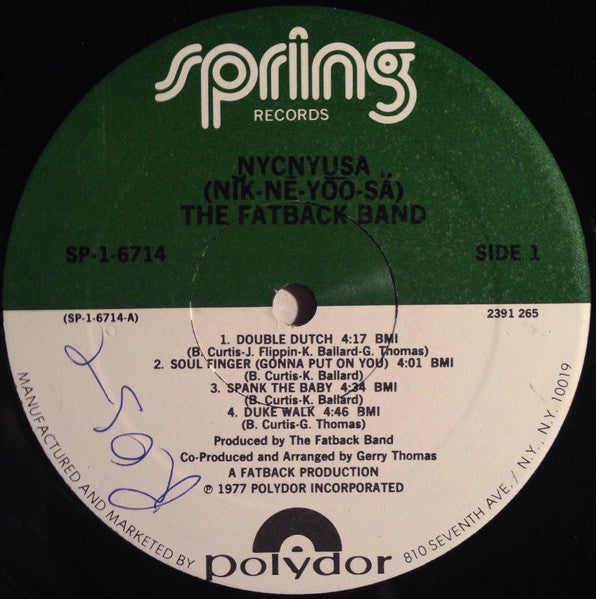 spring
RECORDS
NYCNYUSA
(NĪK-NĒ-YŌŌ-SÄ)
THE FATBACK BAND
SP-1-6714 SIDE 1
(SP-1-6714-A) 2391 265
1. DOUBLE DUTCH 4:17 BMI
(B. Curtis-J. Flippin-K. Ballard-G. Thomas)
2. SOUL FINGER (GONNA PUT ON YOU) 4:01 BMI
(B. Curtis-K. Ballard)
3. SPANK THE BABY 4:34 BMI
(B. Curtis-K. Ballard)
4. DUKE WALK 4:46 BMI
(B. Curtis-G. Thomas)
Produced by The Fatback Band
Co-Produced and Arranged by Gerry Thomas
A FATBACK PRODUCTION
℗ 1977 POLYDOR INCORPORATED
MANUFACTURED AND MARKETED BY polydor 810 SEVENTH AVE. / N.Y., N.Y. 10019